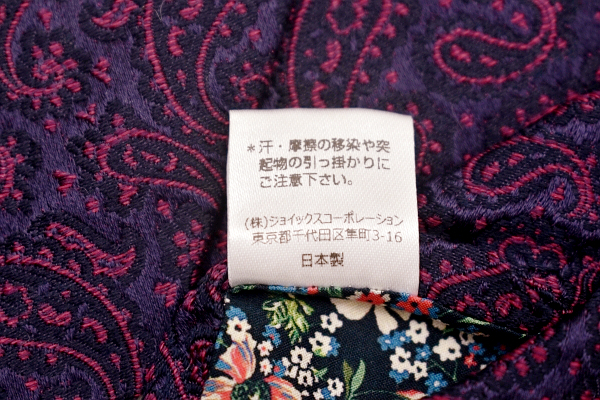 *汗・摩擦の移染や突
起物の引っ掛かりに
ご注意下さい。
(株)ジョイックスコーポレーション
東京都千代田区隼町3-16
日本製